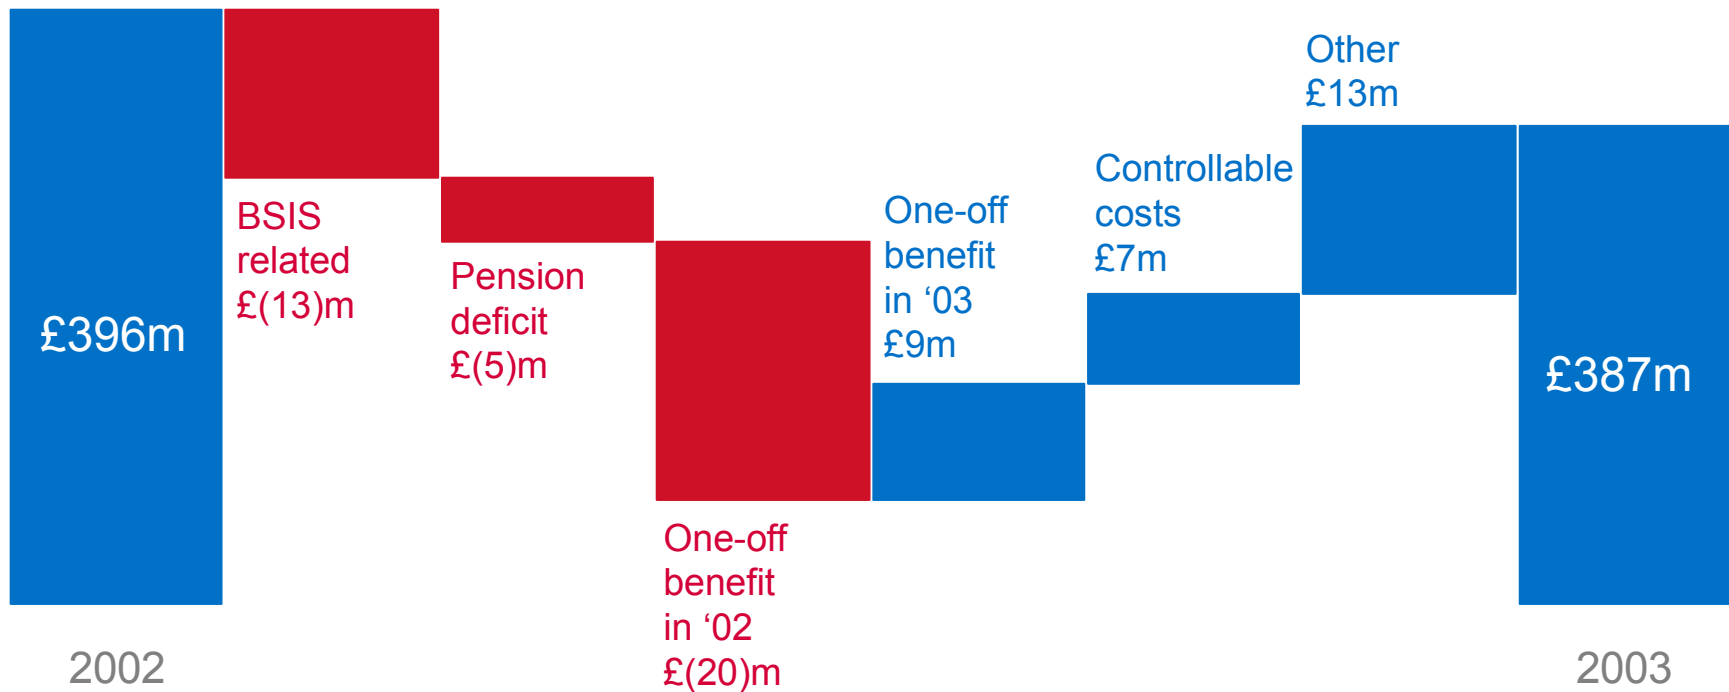 £396m
2002
BSIS
related
£(13)m
Pension
deficit
£(5)m
One-off
benefit
in ‘02
£(20)m
One-off
benefit
in ‘03
£9m
Controllable
costs
£7m
Other
£13m
£387m
2003